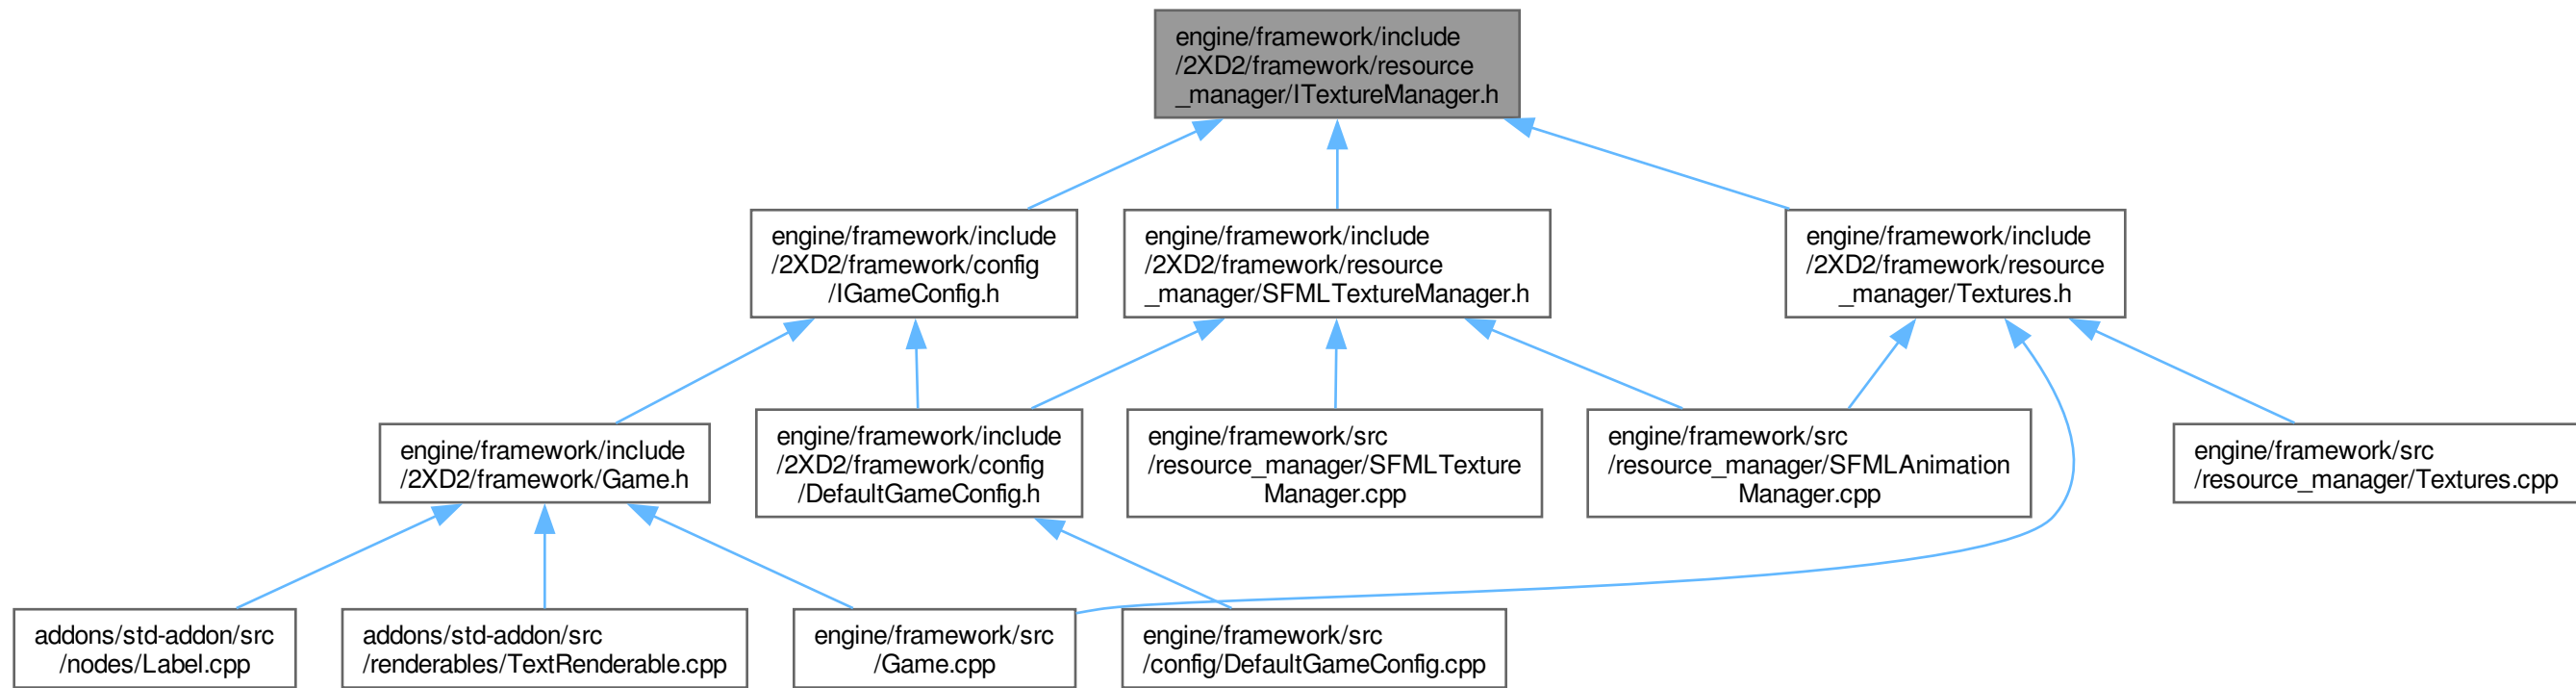 engine/framework/include
/2XD2/framework/resource
_manager/ITextureManager.h
engine/framework/include
/2XD2/framework/config
/IGameConfig.h
engine/framework/include
/2XD2/framework/resource
_manager/SFMLTextureManager.h
engine/framework/include
/2XD2/framework/resource
_manager/Textures.h
engine/framework/include
/2XD2/framework/Game.h
engine/framework/include
/2XD2/framework/config
/DefaultGameConfig.h
engine/framework/src
/resource_manager/SFMLTexture
Manager.cpp
engine/framework/src
/resource_manager/SFMLAnimation
Manager.cpp
engine/framework/src
/resource_manager/Textures.cpp
addons/std-addon/src
/nodes/Label.cpp
addons/std-addon/src
/renderables/TextRenderable.cpp
engine/framework/src
/Game.cpp
engine/framework/src
/config/DefaultGameConfig.cpp